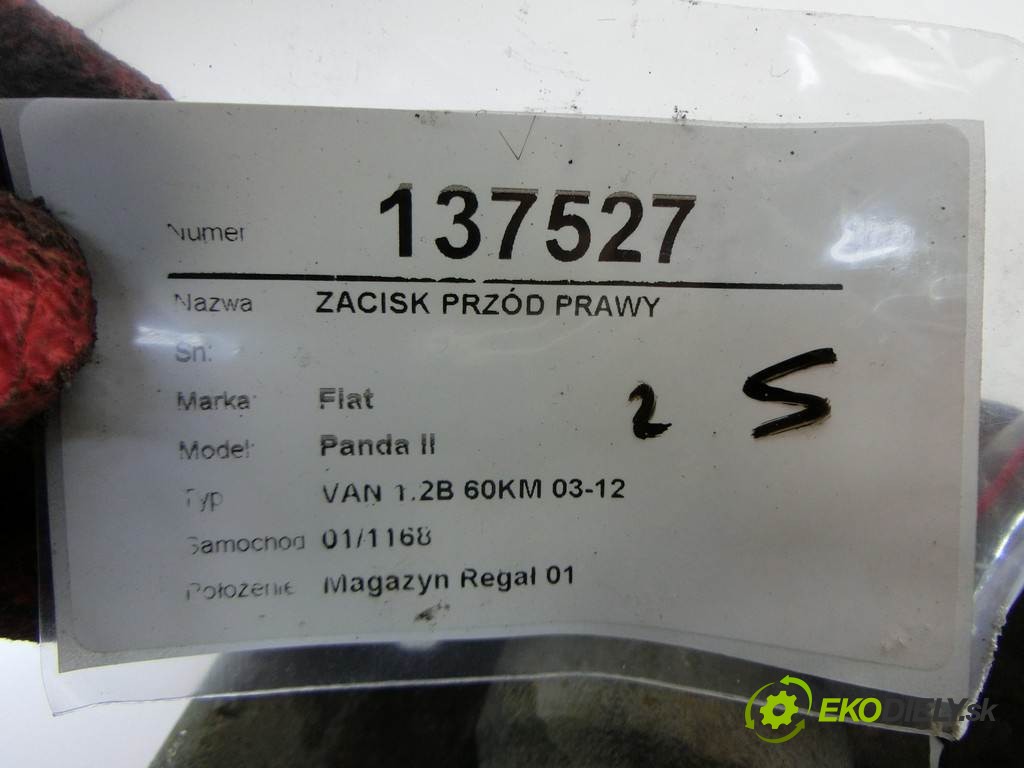 Numer 137527
Nazwa ZACISK PRZÓD PRAWY
Sn:
Marka: Fiat
Model: Panda II
Typ VAN 1.2B 60KM 03-12
Samochod 01/1168
Położenie Magazyn Regał 01
2 S
EKODIELY.sk